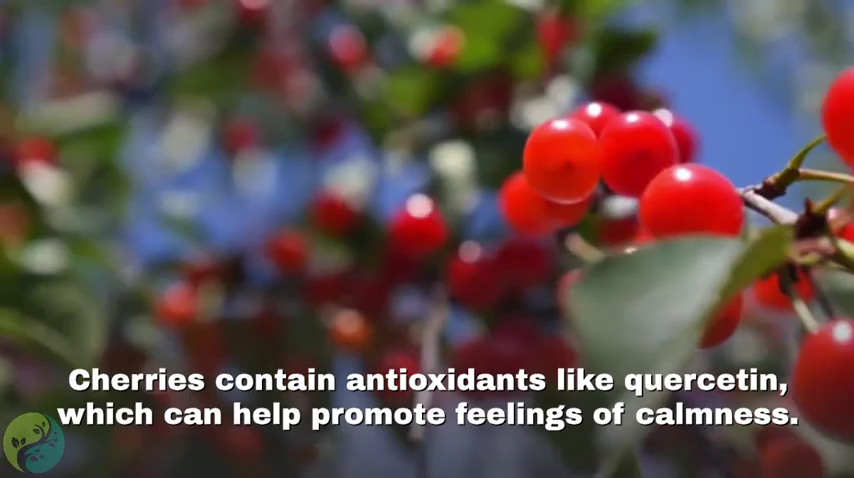 Cherries contain antioxidants like quercetin,
which can help promote feelings of calmness.